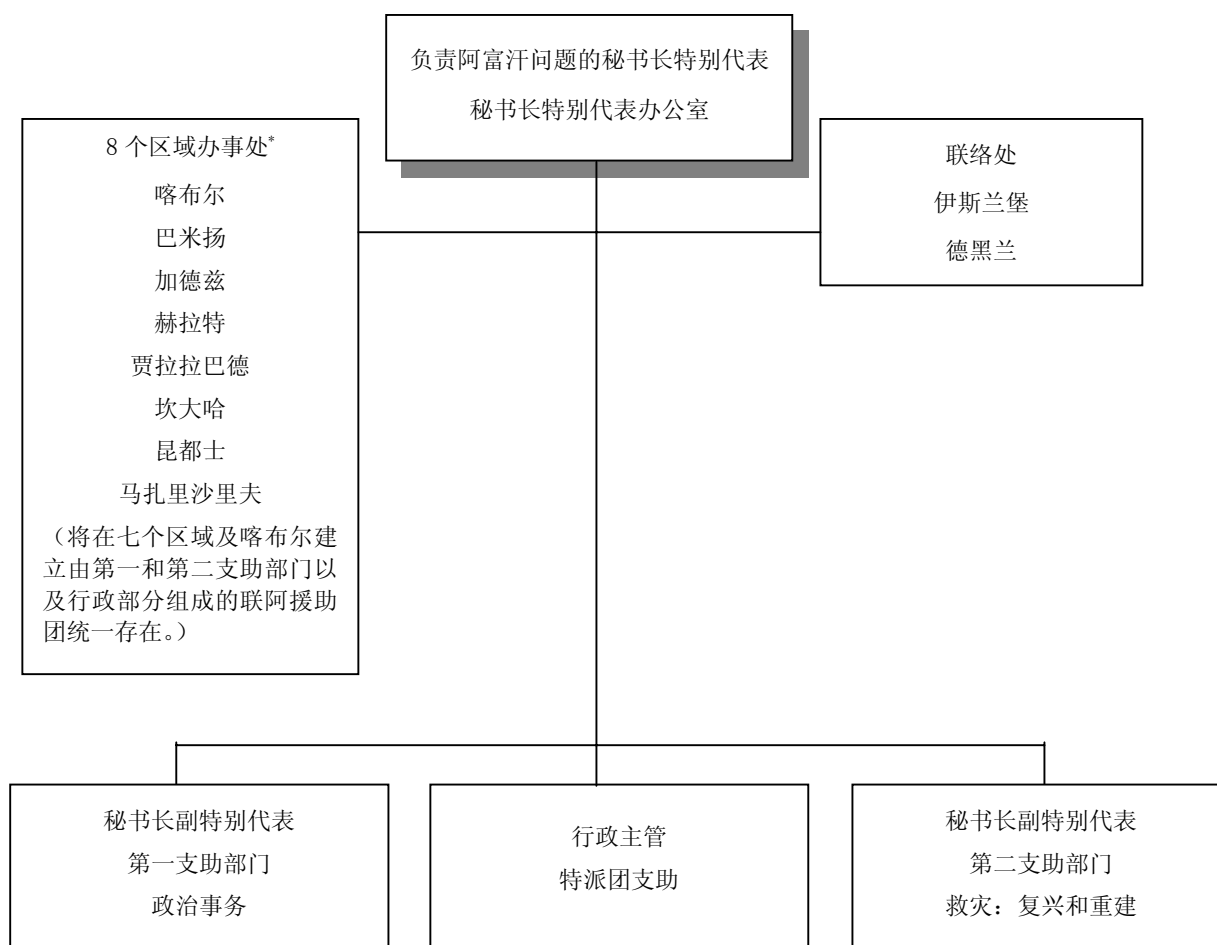 负责阿富汗问题的秘书长特别代表
秘书长特别代表办公室
8 个区域办事处*
喀布尔
巴米扬
加德兹
赫拉特
贾拉拉巴德
坎大哈
昆都士
马扎里沙里夫
（将在七个区域及喀布尔建
立由第一和第二支助部门以
及行政部分组成的联阿援助
团统一存在。）
联络处
伊斯兰堡
德黑兰
秘书长副特别代表
第一支助部门
政治事务
行政主管
特派团支助
秘书长副特别代表
第二支助部门
救灾：复兴和重建